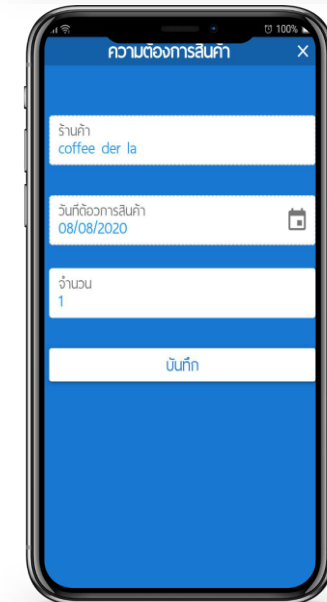 100%
ความต้องการสินค้า
ร้านค้า
coffee der la
วันที่ต้อวการสินค้า
08/08/2020
จำนวน
1
บันทึก